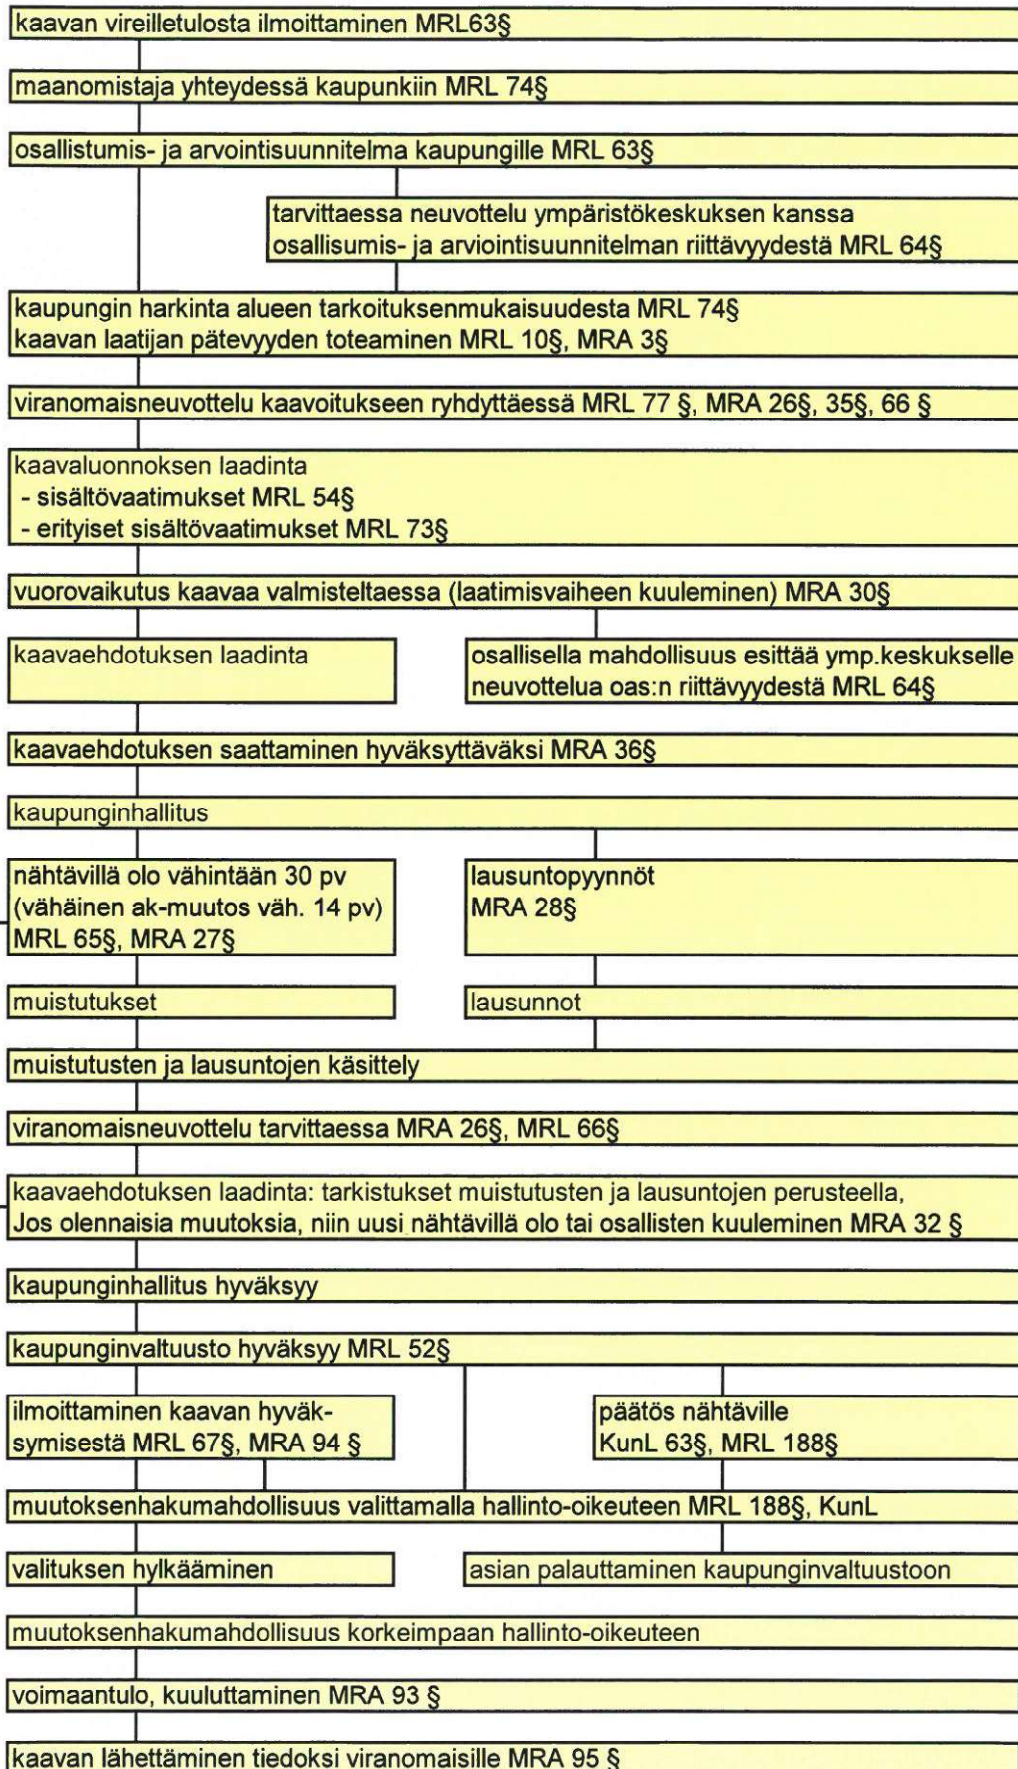 kaavan vireilletulosta ilmoittaminen MRL63§
maanomistaja yhteydessä kaupunkiin MRL 74§
osallistumis- ja arvointisuunnitelma kaupungille MRL 63§
tarvittaessa neuvottelu ympäristökeskuksen kanssa
osallisumis- ja arviointisuunnitelman riittävyydestä MRL 64§
kaupungin harkinta alueen tarkoituksenmukaisuudesta MRL 74§
kaavan laatijan pätevyyden toteaminen MRL 10§, MRA 3§
viranomaisneuvottelu kaavoitukseen ryhdyttäessä MRL 77 §, MRA 26§, 35§, 66 §
kaavaluonnoksen laadinta
- sisältövaatimukset MRL 54§
- erityiset sisältövaatimukset MRL 73§
vuorovaikutus kaavaa valmisteltaessa (laatimisvaiheen kuuleminen) MRA 30§
kaavaehdotuksen laadinta
osallisella mahdollisuus esittää ymp.keskukselle
neuvottelua oas:n riittävyydestä MRL 64§
kaavaehdotuksen saattaminen hyväksyttäväksi MRA 36§
kaupunginhallitus
nähtävillä olo vähintään 30 pv
(vähäinen ak-muutos väh. 14 pv)
MRL 65§, MRA 27§
lausuntopyynnöt
MRA 28§
muistutukset
lausunnot
muistutusten ja lausuntojen käsittely
viranomaisneuvottelu tarvittaessa MRA 26§, MRL 66§
kaavaehdotuksen laadinta: tarkistukset muistutusten ja lausuntojen perusteella,
Jos olennaisia muutoksia, niin uusi nähtävillä olo tai osallisten kuuleminen MRA 32 §
kaupunginhallitus hyväksyy
kaupunginvaltuusto hyväksyy MRL 52§
ilmoittaminen kaavan hyväk-
symisestä MRL 67§, MRA 94 §
päätös nähtäville
KunL 63§, MRL 188§
muutoksenhakumahdollisuus valittamalla hallinto-oikeuteen MRL 188§, KunL
valituksen hylkääminen
asian palauttaminen kaupunginvaltuustoon
muutoksenhakumahdollisuus korkeimpaan hallinto-oikeuteen
voimaantulo, kuuluttaminen MRA 93 §
kaavan lähettäminen tiedoksi viranomaisille MRA 95 §